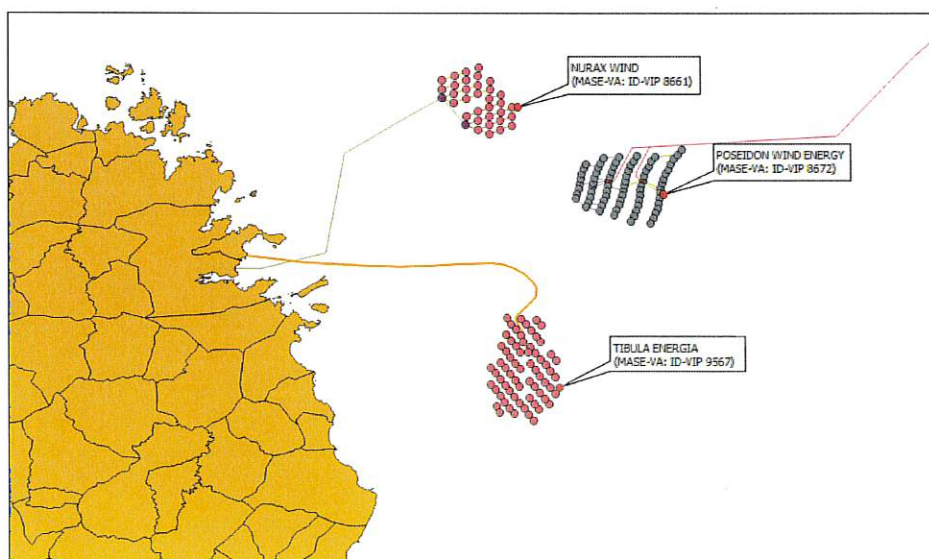 NURAX WIND
(MASE-VA: ID-VIP 8661)
POSEIDON WIND ENERGY
(MASE-VA: ID-VIP 8672)
TIBULA ENERGIA
(MASE-VA: ID-VIP 9567)